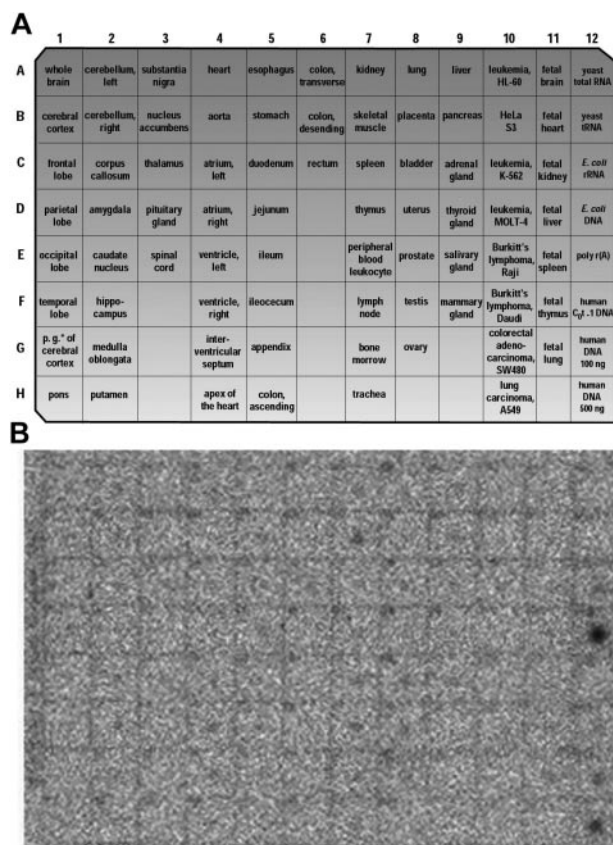 A
1 2 3 4 5 6 7 8 9 10 11 12
A whole brain cerebellum, left substantia nigra heart esophagus colon, transverse kidney lung liver leukemia, HL-60 fetal brain yeast total RNA
B cerebral cortex cerebellum, right nucleus accumbens aorta stomach colon, desending skeletal muscle placenta pancreas HeLa S3 fetal heart yeast tRNA
C frontal lobe corpus callosum thalamus atrium, left duodenum rectum spleen bladder adrenal gland leukemia, K-562 fetal kidney E. coli rRNA
D parietal lobe amygdala pituitary gland atrium, right jejunum thymus uterus thyroid gland leukemia, MOLT-4 fetal liver E. coli DNA
E occipital lobe caudate nucleus spinal cord ventricle, left ileum peripheral blood leukocyte prostate salivary gland Burkitt's lymphoma, Raji fetal spleen poly r(A)
F temporal lobe hippo-campus ventricle, right ileocecum lymph node testis mammary gland Burkitt's lymphoma, Daudi fetal thymus human C0t .1 DNA
G p. g.* of cerebral cortex medulla oblongata inter-ventricular septum appendix bone morrow ovary colorectal adeno-carcinoma, SW480 fetal lung human DNA 100 ng
H pons putamen apex of the heart colon, ascending trachea lung carcinoma, A549 human DNA 500 ng
B